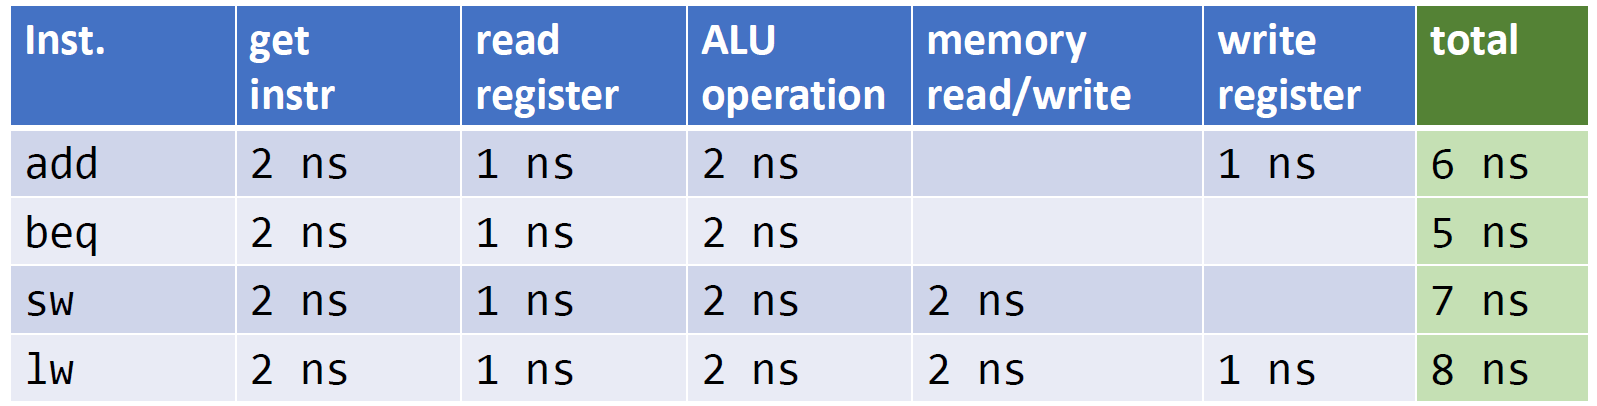 Inst. get instr read register ALU operation memory read/write write register total
add 2 ns 1 ns 2 ns 1 ns 6 ns
beq 2 ns 1 ns 2 ns 5 ns
sw 2 ns 1 ns 2 ns 2 ns 7 ns
lw 2 ns 1 ns 2 ns 2 ns 1 ns 8 ns